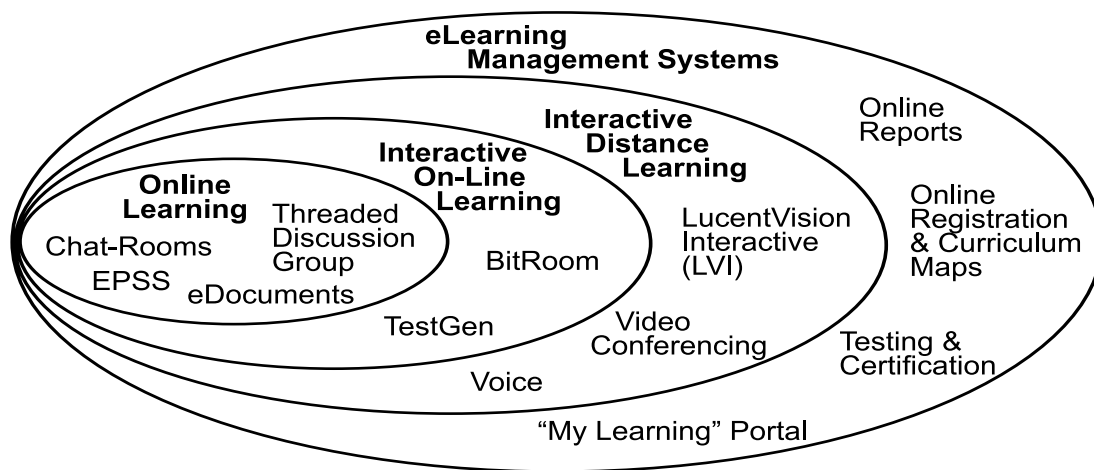 eLearning
Management Systems
Online
Reports
Interactive
Distance
Learning
Interactive
On-Line
Learning
Online
Learning
Threaded
Discussion
Group
Chat-Rooms
EPSS
eDocuments
BitRoom
TestGen
LucentVision
Interactive
(LVI)
Video
Conferencing
Voice
Online
Registration
& Curriculum
Maps
Testing &
Certification
“My Learning” Portal